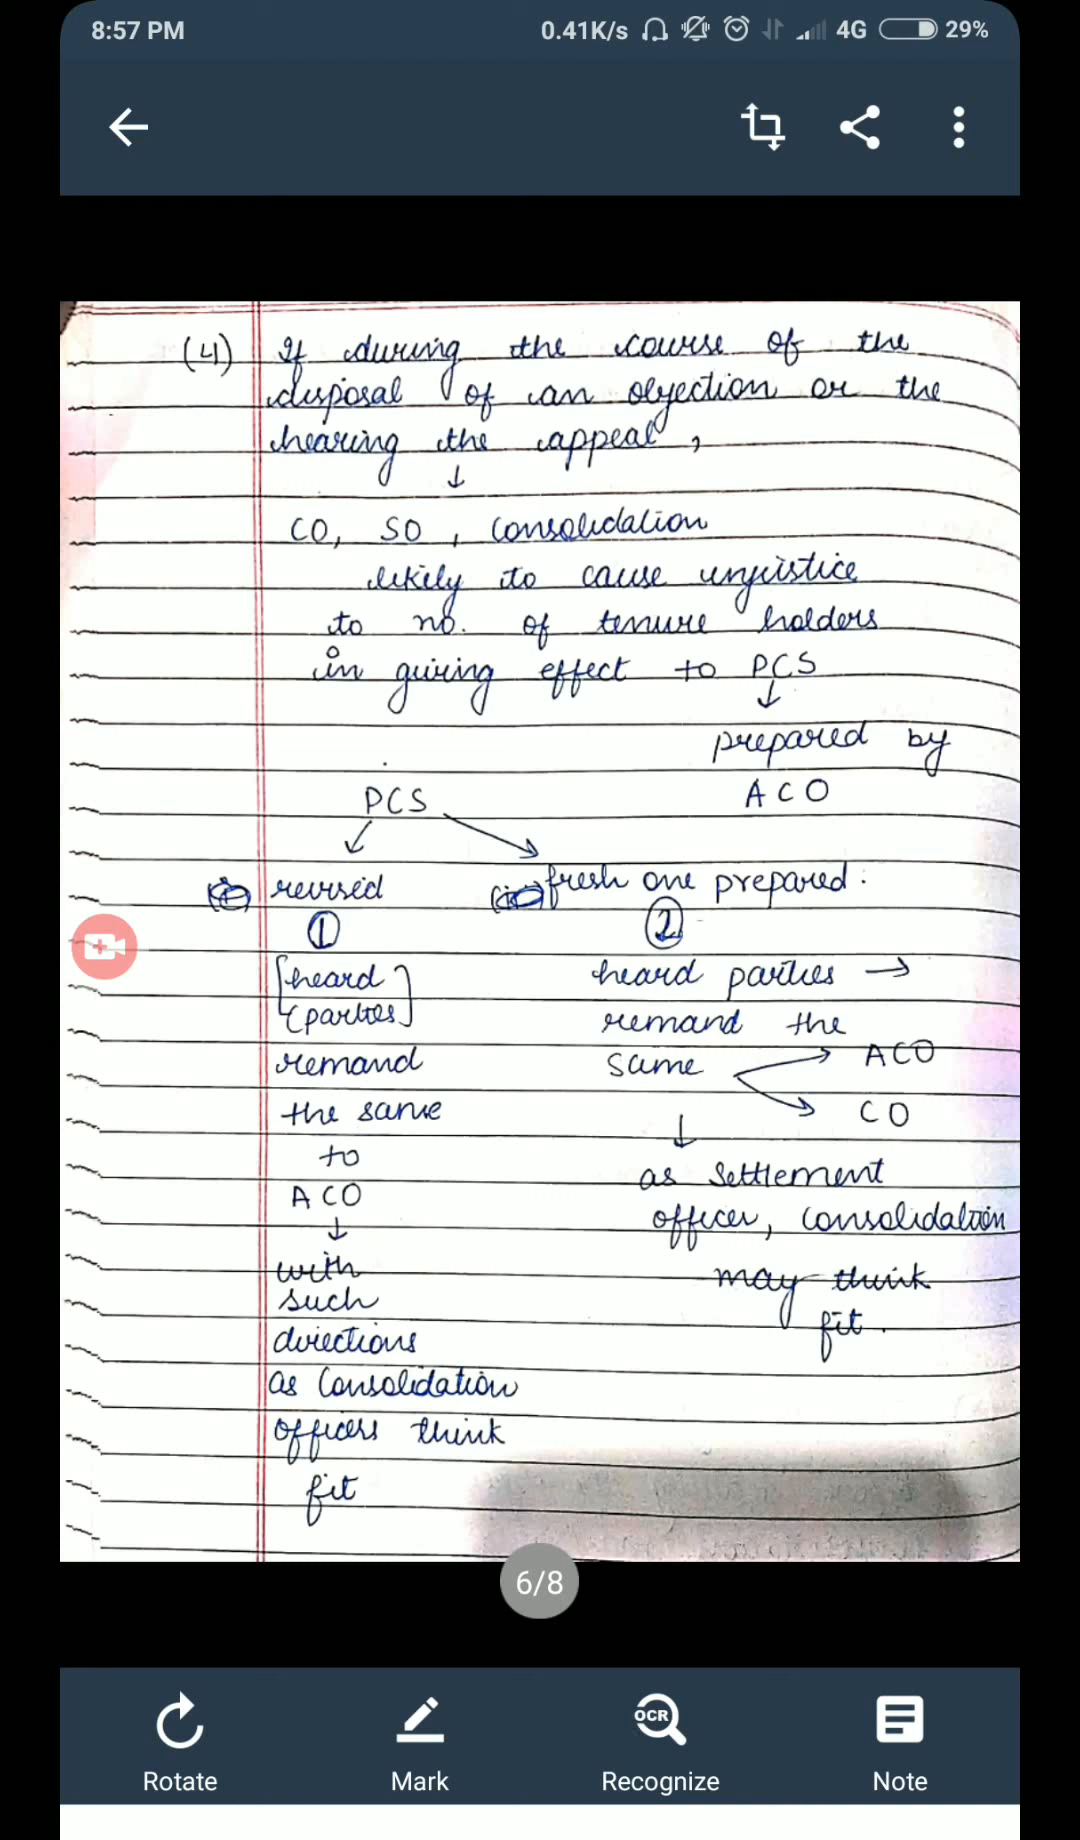 8:57 PM 0.41K/s 4G 29%
(4) If during the course of the
disposal of an objection or the
hearing the appeal,
↓
CO, SO, Consolidation
likely to cause unjustice
to no. of tenure holders
in giving effect to PCS
↓
prepared by
ACO
PCS
revised
fresh one prepared.
①
②
[heard parties]
heard parties →
remand the
same → ACO
→ CO
remand
the same
to
ACO
↓
↓
as Settlement
officer, Consolidation
may think
fit.
with
such
directions
as Consolidation
officers think
fit
6/8
Rotate Mark OCR Recognize Note